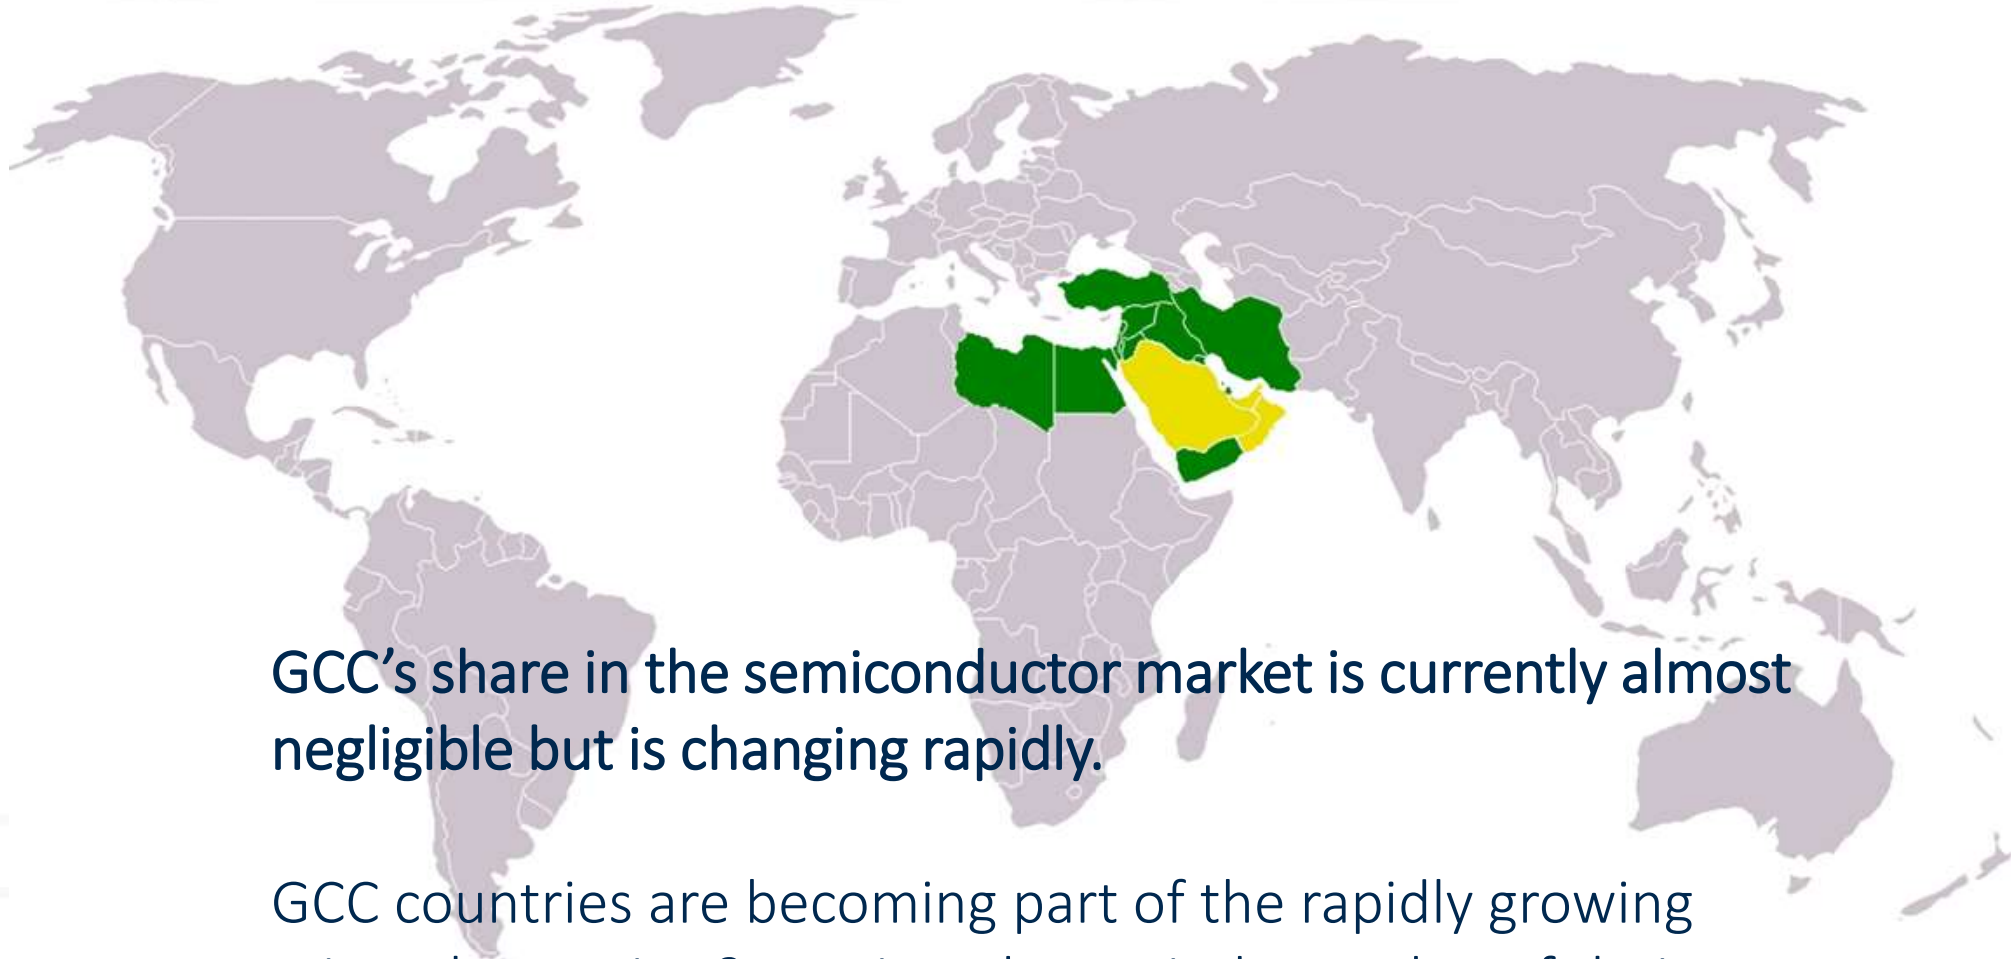 GCC’s share in the semiconductor market is currently almost
negligible but is changing rapidly.
GCC countries are becoming part of the rapidly growing